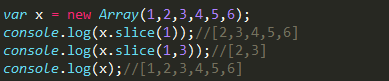 var x = new Array(1,2,3,4,5,6);
console.log(x.slice(1));//[2,3,4,5,6]
console.log(x.slice(1,3));//[2,3]
console.log(x);//[1,2,3,4,5,6]